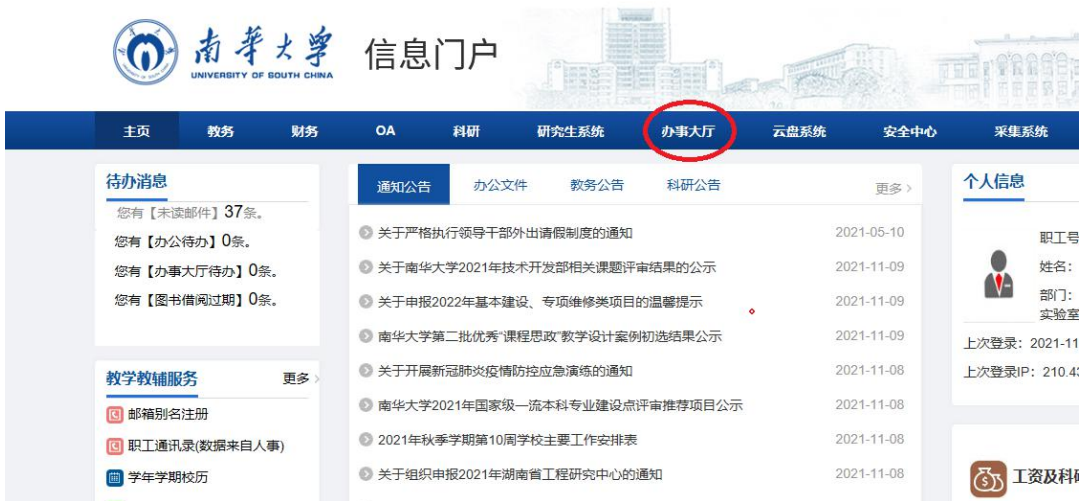 南华大学
UNIVERSITY OF SOUTH CHINA
信息门户
主页 教务 财务 OA 科研 研究生系统 办事大厅 云盘系统 安全中心 采集系统
待办消息
您有【未读邮件】37条。
您有【办公待办】0条。
您有【办事大厅待办】0条。
您有【图书借阅过期】0条。
教学教辅服务 更多
邮箱别名注册
职工通讯录(数据来自人事)
学年学期校历
通知公告 办公文件 教务公告 科研公告 更多
关于严格执行领导干部外出请假制度的通知 2021-05-10
关于南华大学2021年技术开发部相关课题评审结果的公示 2021-11-09
关于申报2022年基本建设、专项维修类项目的温馨提示 2021-11-09
南华大学第二批优秀“课程思政”教学设计案例初选结果公示 2021-11-09
关于开展新冠肺炎疫情防控应急演练的通知 2021-11-08
南华大学2021年国家级一流本科专业建设点评审推荐项目公示 2021-11-08
2021年秋季学期第10周学校主要工作安排表 2021-11-08
关于组织申报2021年湖南省工程研究中心的通知 2021-11-08
个人信息
职工号
姓名：
部门：
实验室
上次登录：2021-11
上次登录IP：210.43
工资及科研